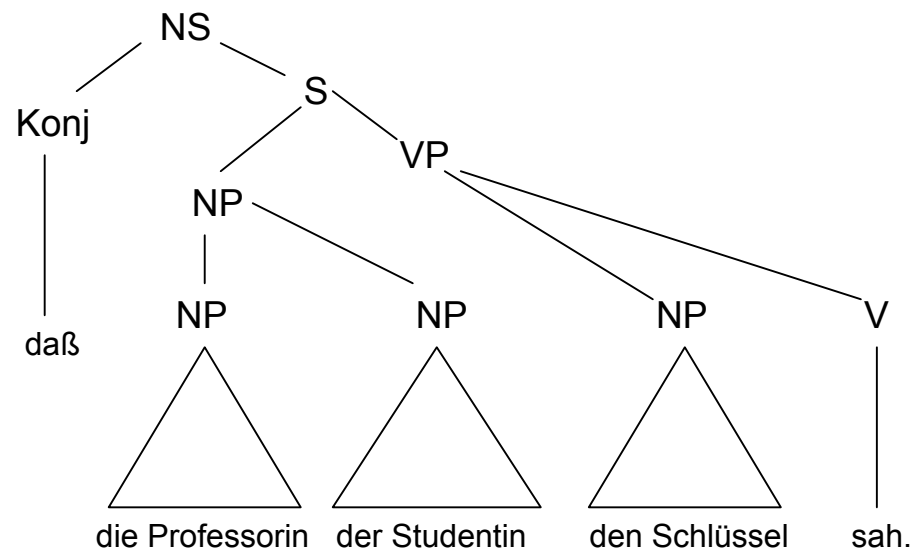 NS
S
Konj
VP
NP
NP NP NP V
daß
die Professorin der Studentin den Schlüssel sah.